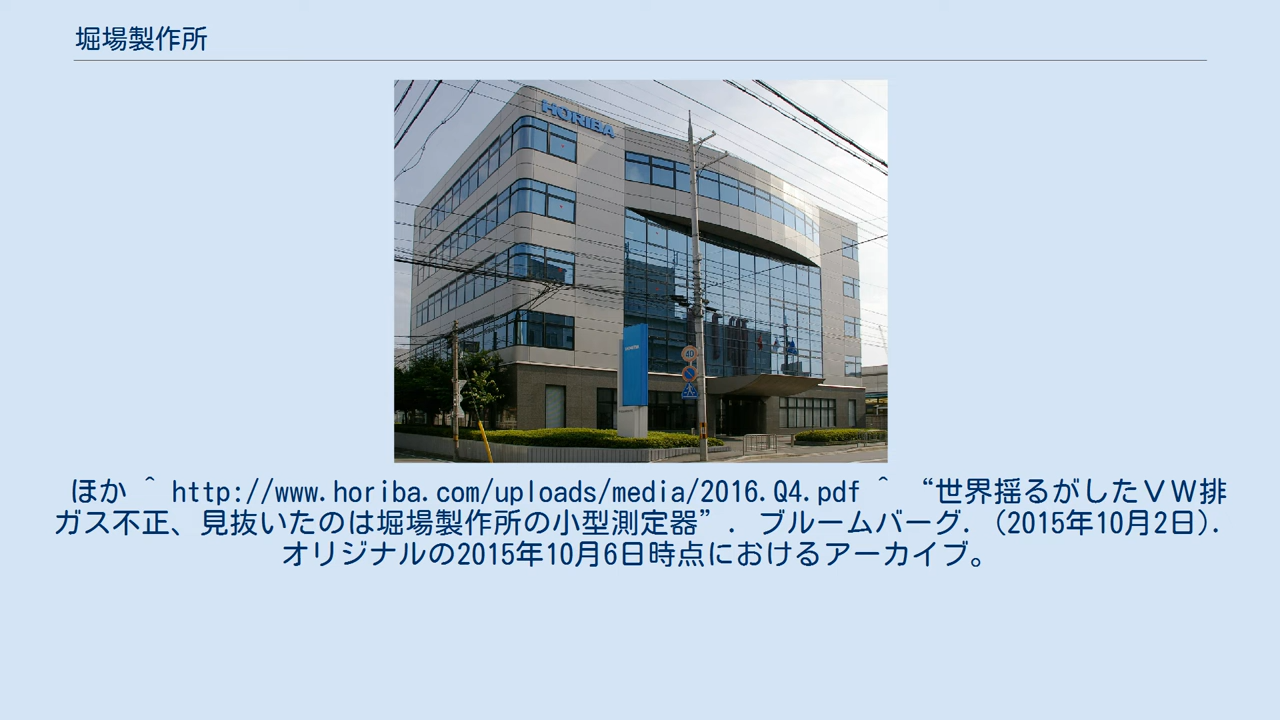 堀場製作所
HORIBA
40
ほか ^ http://www.horiba.com/uploads/media/2016.Q4.pdf ^ “世界揺るがしたＶＷ排
ガス不正、見抜いたのは堀場製作所の小型測定器”. ブルームバーグ. (2015年10月2日).
オリジナルの2015年10月6日時点におけるアーカイブ。